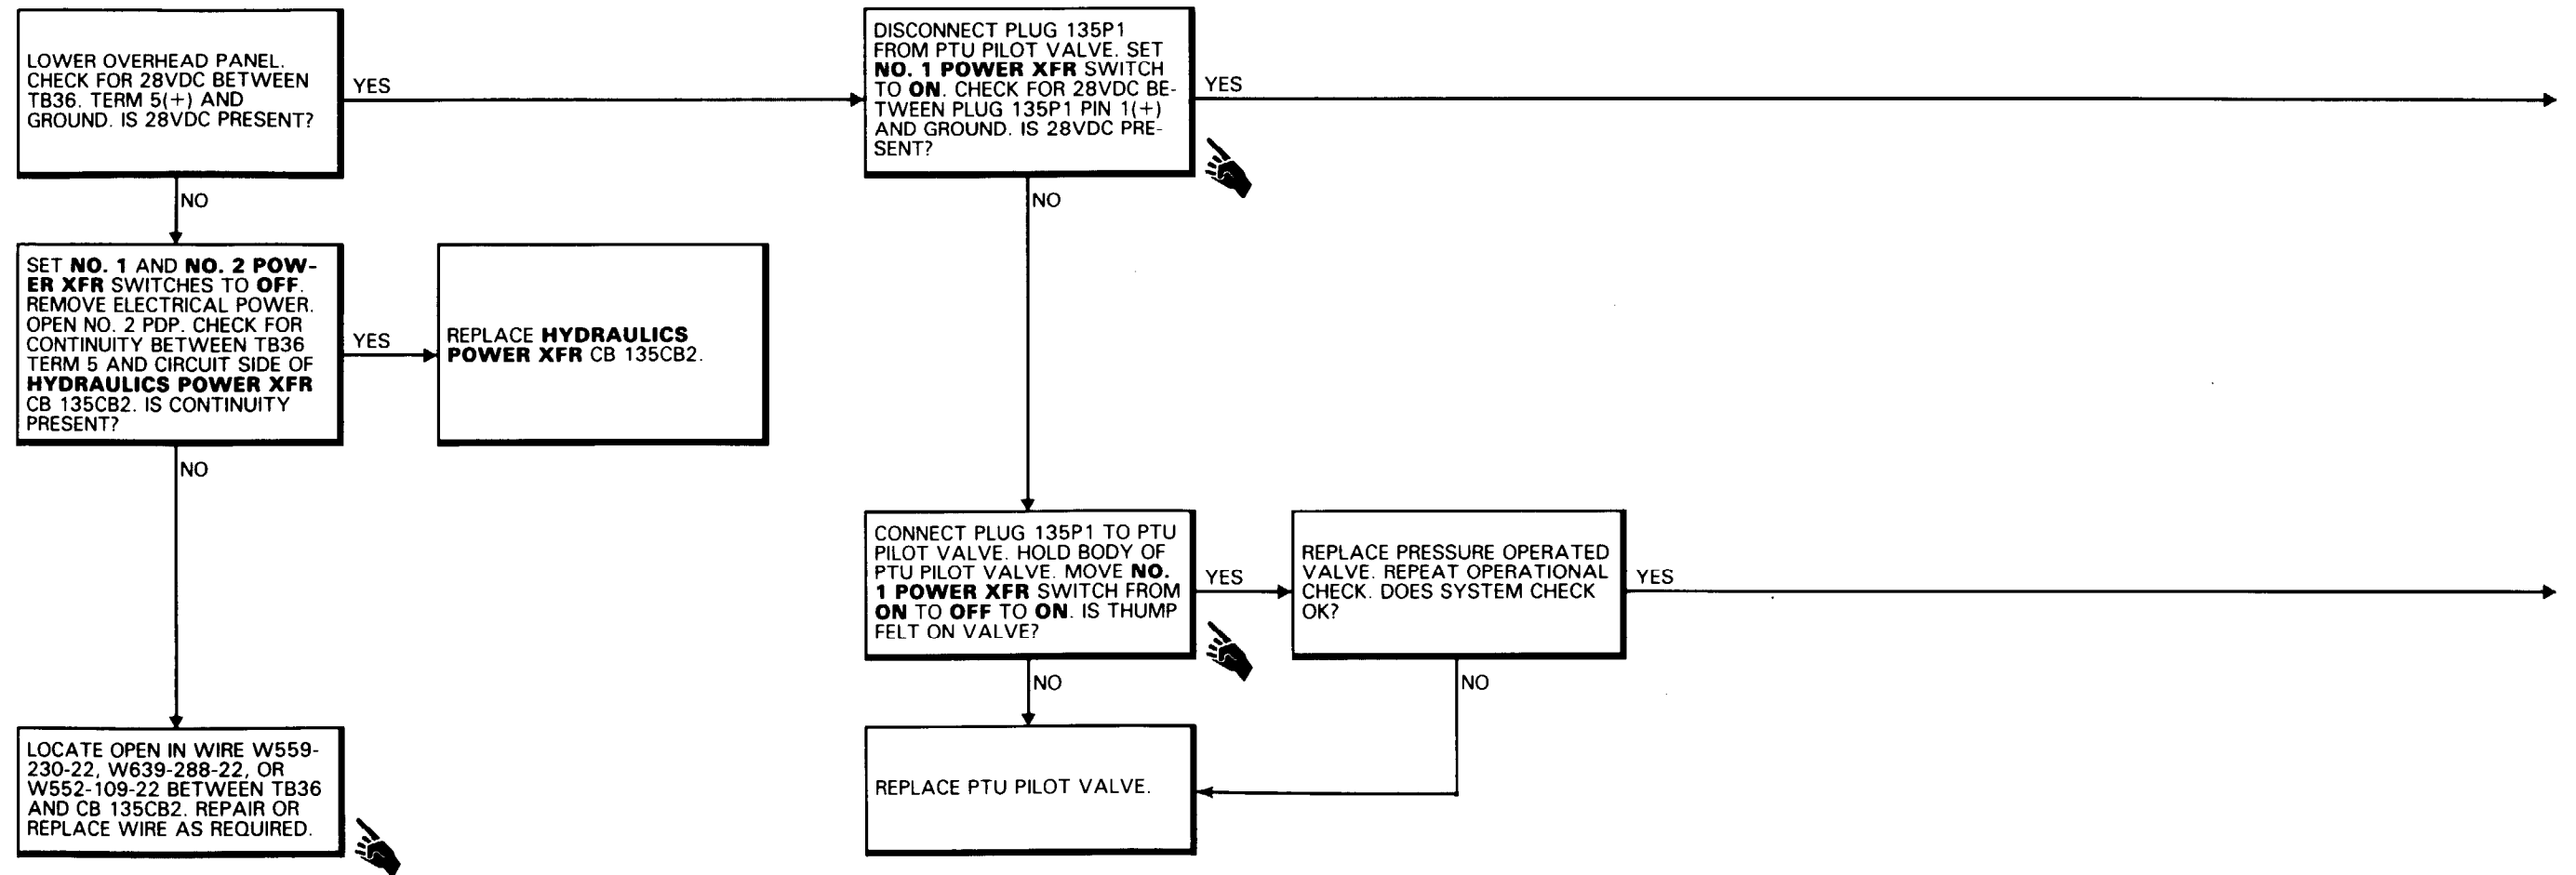 LOWER OVERHEAD PANEL.
CHECK FOR 28VDC BETWEEN
TB36. TERM 5(+) AND
GROUND. IS 28VDC PRESENT?
YES
DISCONNECT PLUG 135P1
FROM PTU PILOT VALVE. SET
NO. 1 POWER XFR SWITCH
TO ON. CHECK FOR 28VDC BE-
TWEEN PLUG 135P1 PIN 1(+)
AND GROUND. IS 28VDC PRE-
SENT?
YES
NO
NO
SET NO. 1 AND NO. 2 POW-
ER XFR SWITCHES TO OFF.
REMOVE ELECTRICAL POWER.
OPEN NO. 2 PDP. CHECK FOR
CONTINUITY BETWEEN TB36
TERM 5 AND CIRCUIT SIDE OF
HYDRAULICS POWER XFR
CB 135CB2. IS CONTINUITY
PRESENT?
YES
REPLACE HYDRAULICS
POWER XFR CB 135CB2.
NO
CONNECT PLUG 135P1 TO PTU
PILOT VALVE. HOLD BODY OF
PTU PILOT VALVE. MOVE NO.
1 POWER XFR SWITCH FROM
ON TO OFF TO ON. IS THUMP
FELT ON VALVE?
YES
REPLACE PRESSURE OPERATED
VALVE. REPEAT OPERATIONAL
CHECK. DOES SYSTEM CHECK
OK?
YES
NO
NO
LOCATE OPEN IN WIRE W559-
230-22, W639-288-22, OR
W552-109-22 BETWEEN TB36
AND CB 135CB2. REPAIR OR
REPLACE WIRE AS REQUIRED.
REPLACE PTU PILOT VALVE.